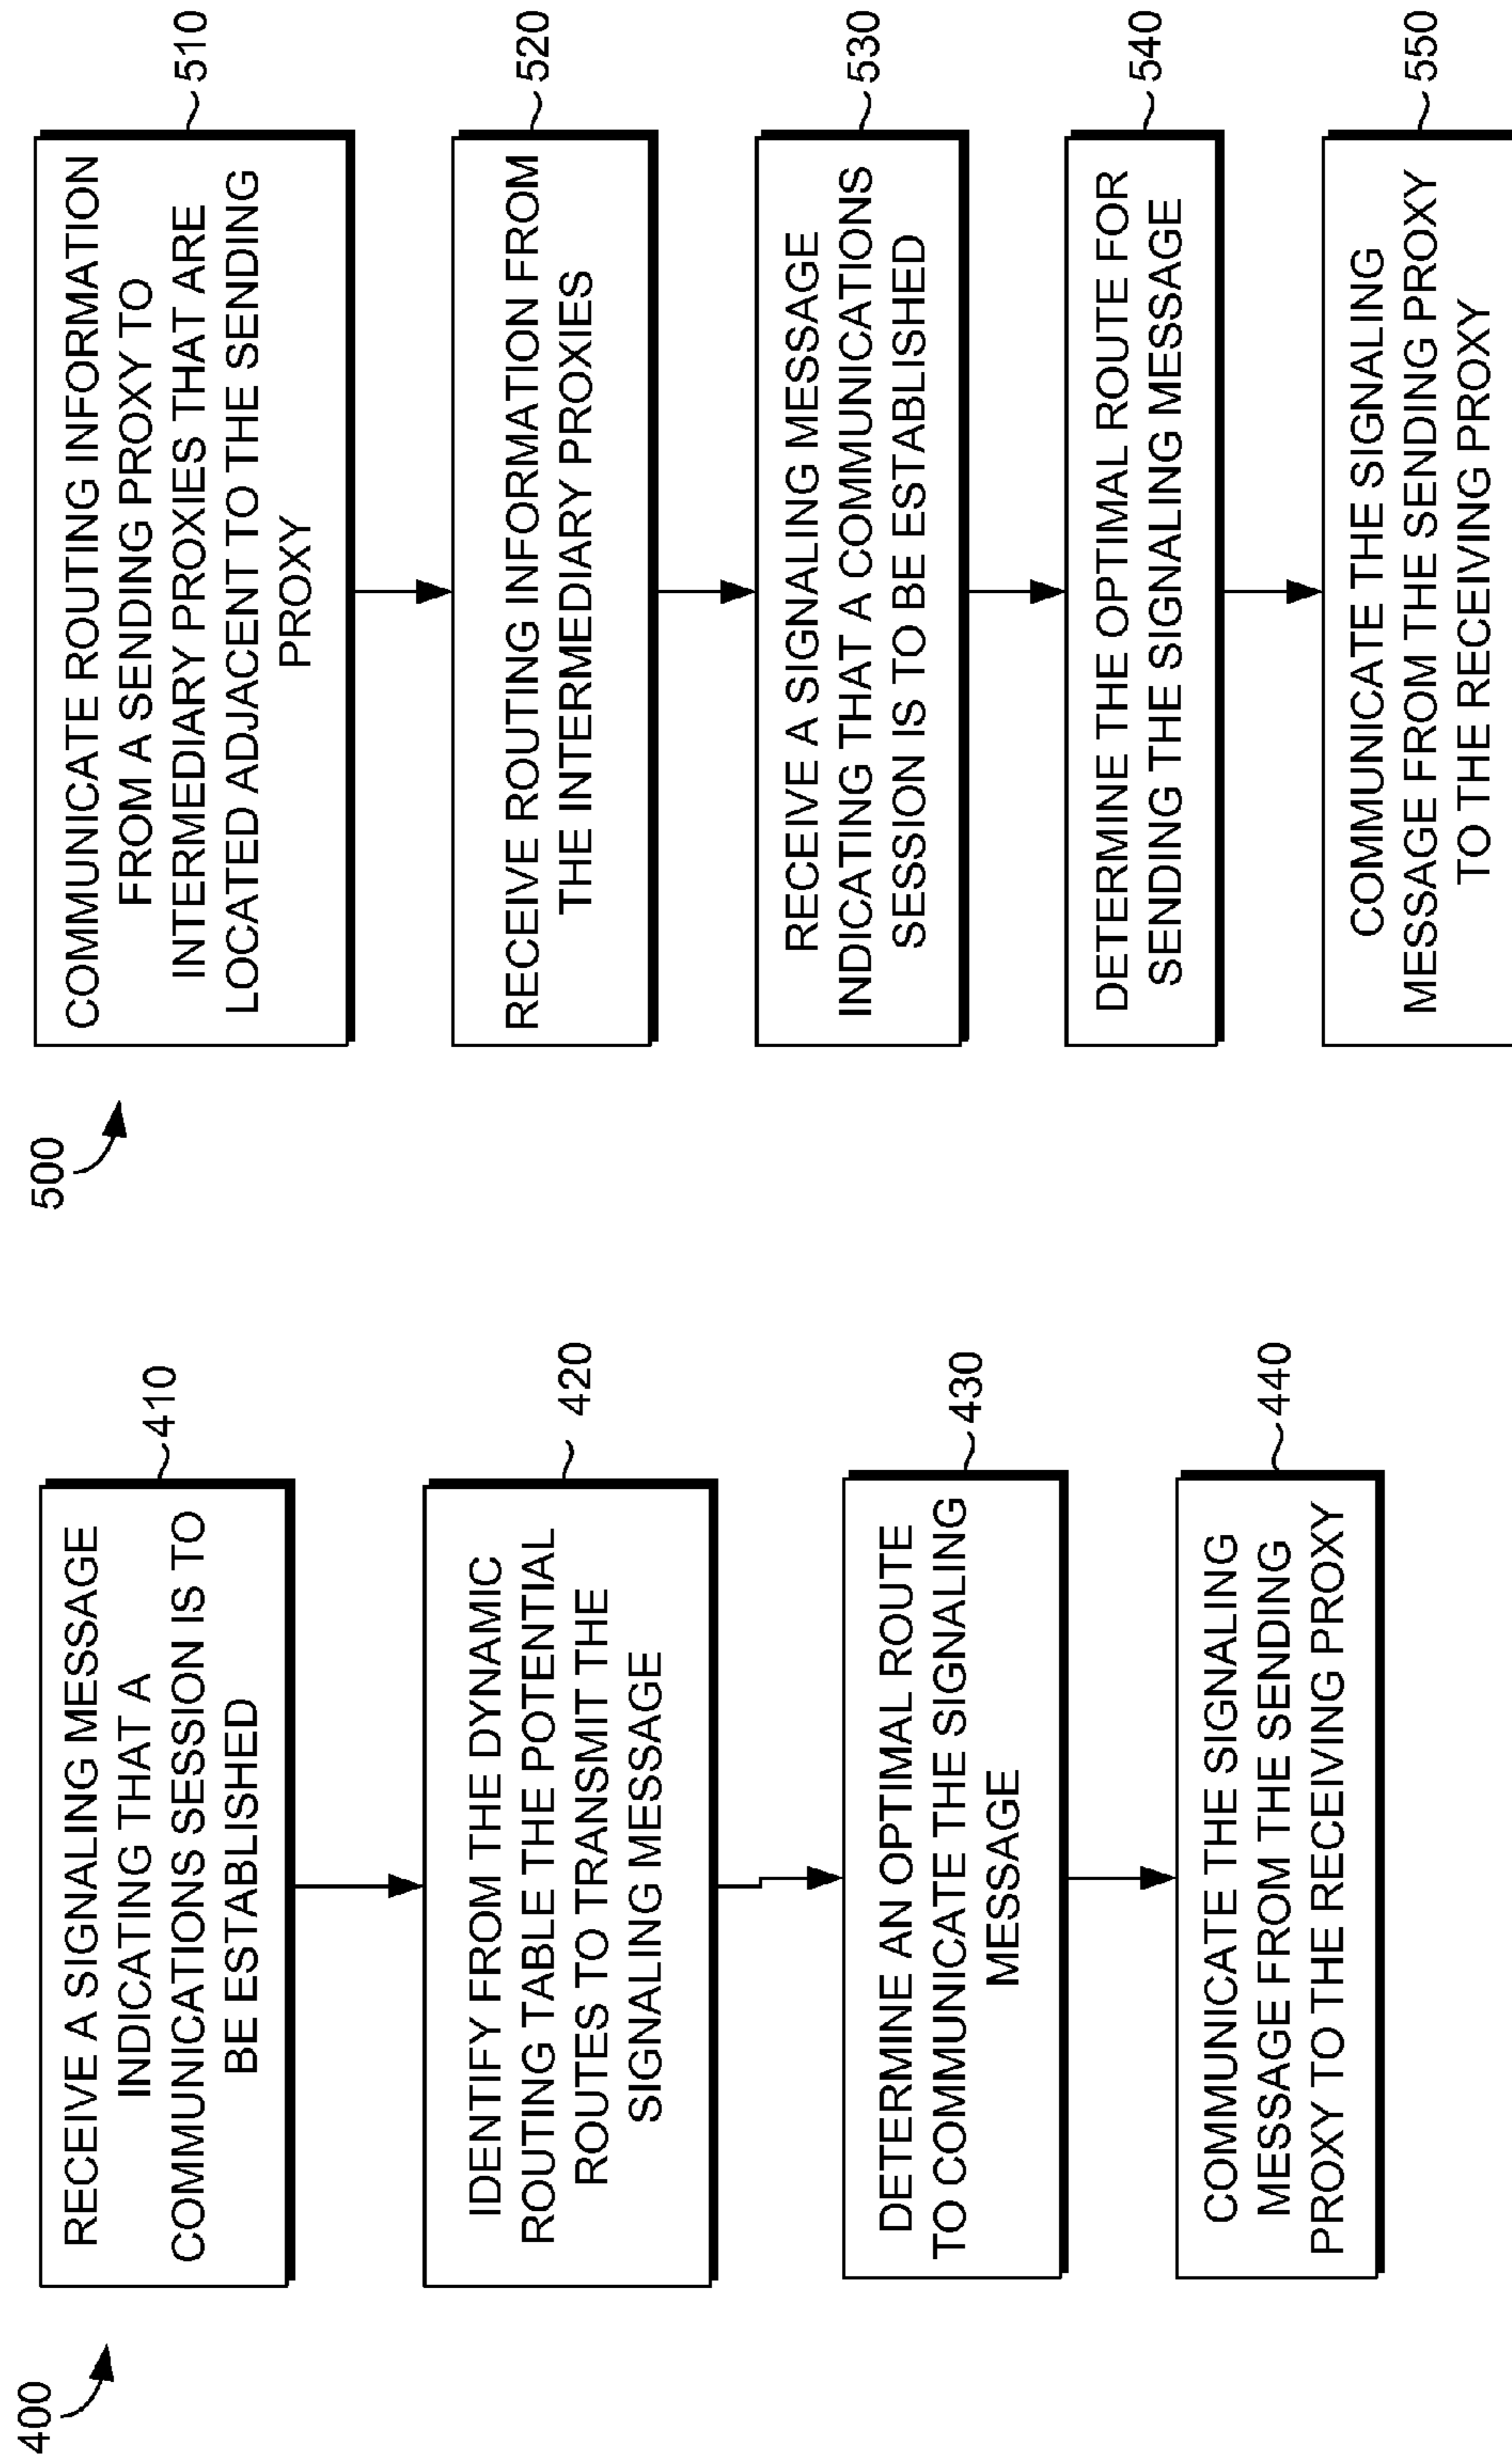 400
RECEIVE A SIGNALING MESSAGE
INDICATING THAT A
COMMUNICATIONS SESSION IS TO
BE ESTABLISHED
410
IDENTIFY FROM THE DYNAMIC
ROUTING TABLE THE POTENTIAL
ROUTES TO TRANSMIT THE
SIGNALING MESSAGE
420
DETERMINE AN OPTIMAL ROUTE
TO COMMUNICATE THE SIGNALING
MESSAGE
430
COMMUNICATE THE SIGNALING
MESSAGE FROM THE SENDING
PROXY TO THE RECEIVING PROXY
440
500
COMMUNICATE ROUTING INFORMATION
FROM A SENDING PROXY TO
INTERMEDIARY PROXIES THAT ARE
LOCATED ADJACENT TO THE SENDING
PROXY
510
RECEIVE ROUTING INFORMATION FROM
THE INTERMEDIARY PROXIES
520
RECEIVE A SIGNALING MESSAGE
INDICATING THAT A COMMUNICATIONS
SESSION IS TO BE ESTABLISHED
530
DETERMINE THE OPTIMAL ROUTE FOR
SENDING THE SIGNALING MESSAGE
540
COMMUNICATE THE SIGNALING
MESSAGE FROM THE SENDING PROXY
TO THE RECEIVING PROXY
550